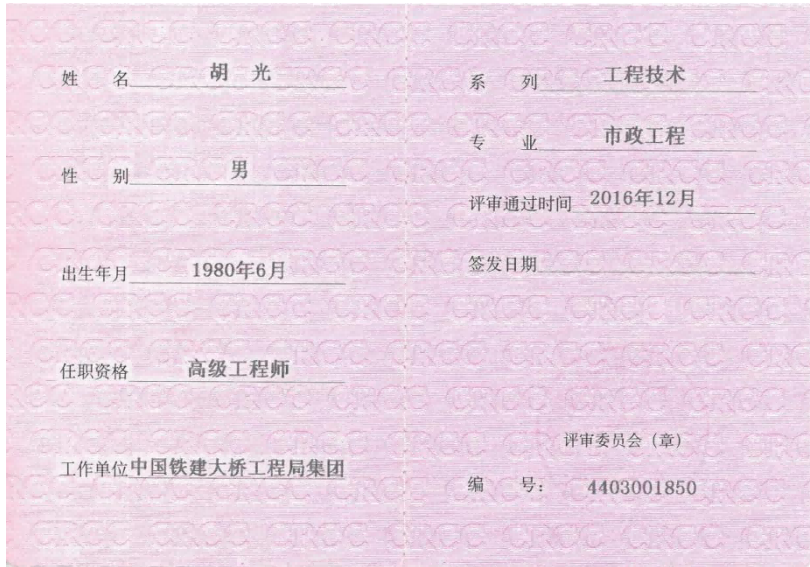 姓 名 胡 光
性 别 男
出生年月 1980年6月
任职资格 高级工程师
工作单位 中国铁建大桥工程局集团
系 列 工程技术
专 业 市政工程
评审通过时间 2016年12月
签发日期
评审委员会（章）
编 号： 4403001850
CRCC